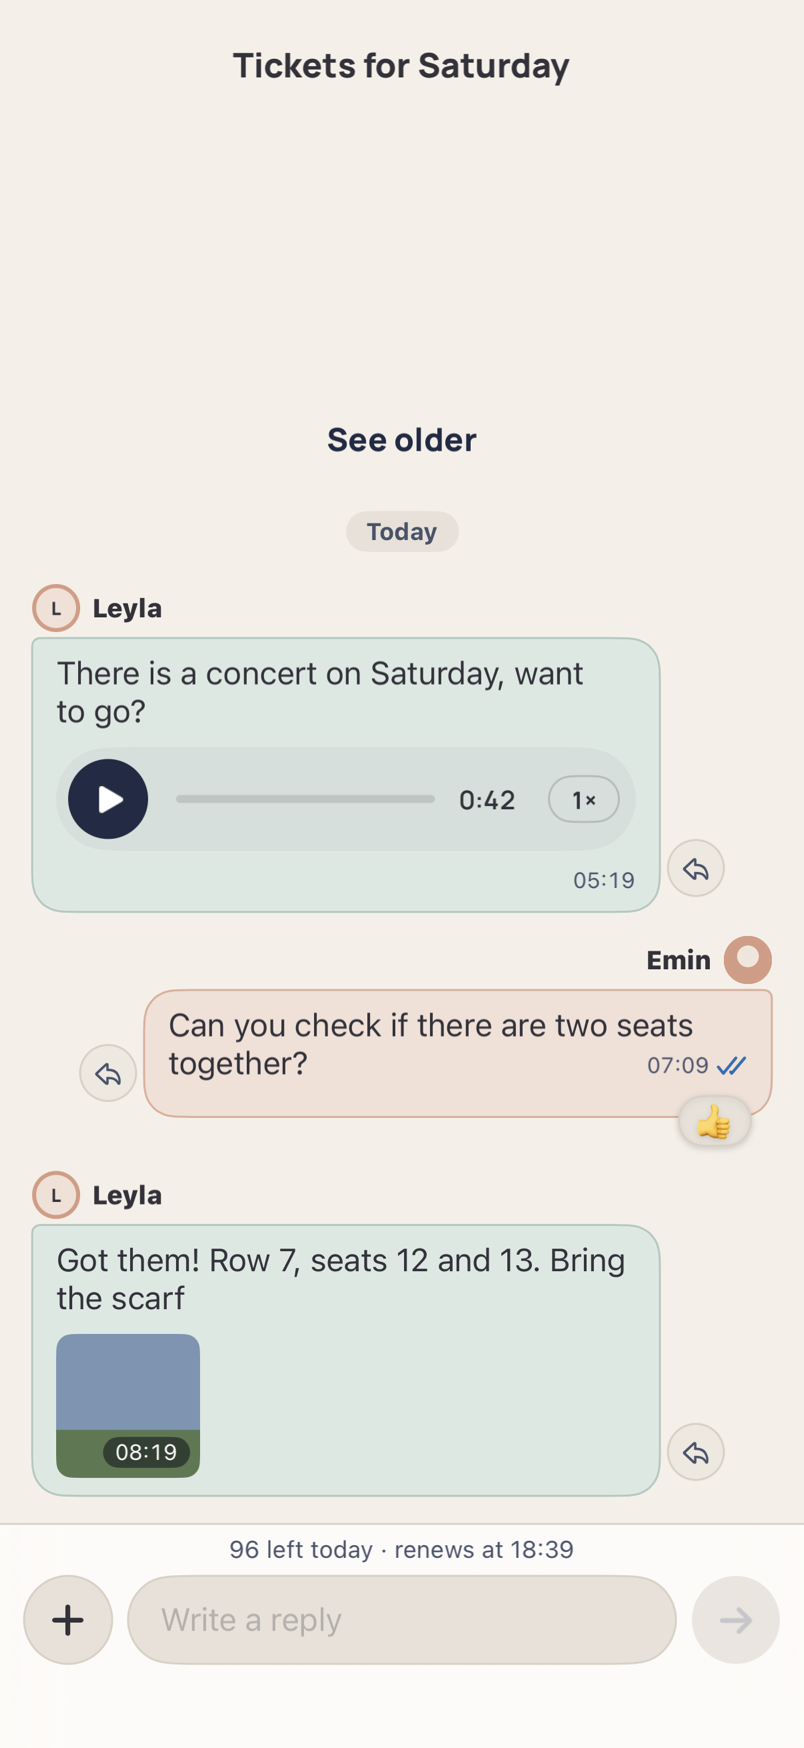 Tickets for Saturday
See older
Today
L Leyla
There is a concert on Saturday, want
to go?
0:42 1×
05:19
Emin
Can you check if there are two seats
together?
07:09
L Leyla
Got them! Row 7, seats 12 and 13. Bring
the scarf
08:19
96 left today · renews at 18:39
Write a reply